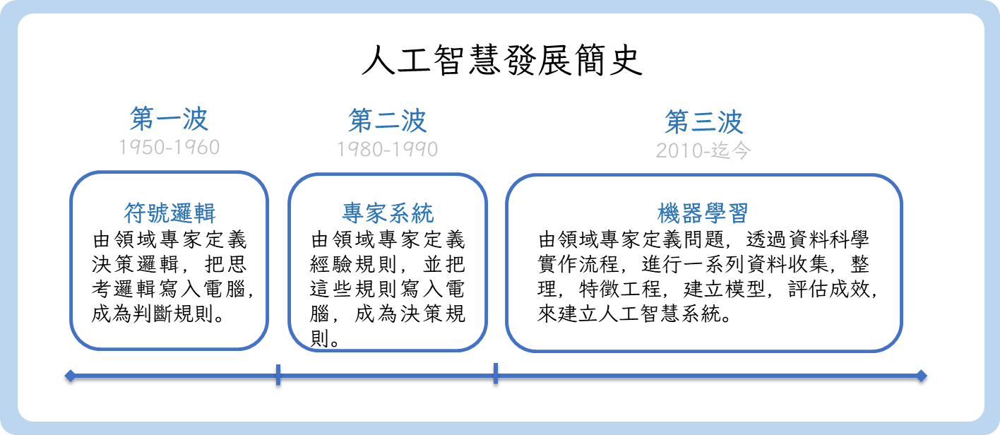 人工智慧發展簡史
第一波
1950-1960
符號邏輯
由領域專家定義
決策邏輯，把思
考邏輯寫入電腦，
成為判斷規則。
第二波
1980-1990
專家系統
由領域專家定義
經驗規則，並把
這些規則寫入電
腦，成為決策規
則。
第三波
2010-迄今
機器學習
由領域專家定義問題，透過資料科學
實作流程，進行一系列資料收集，整
理，特徵工程，建立模型，評估成效，
來建立人工智慧系統。